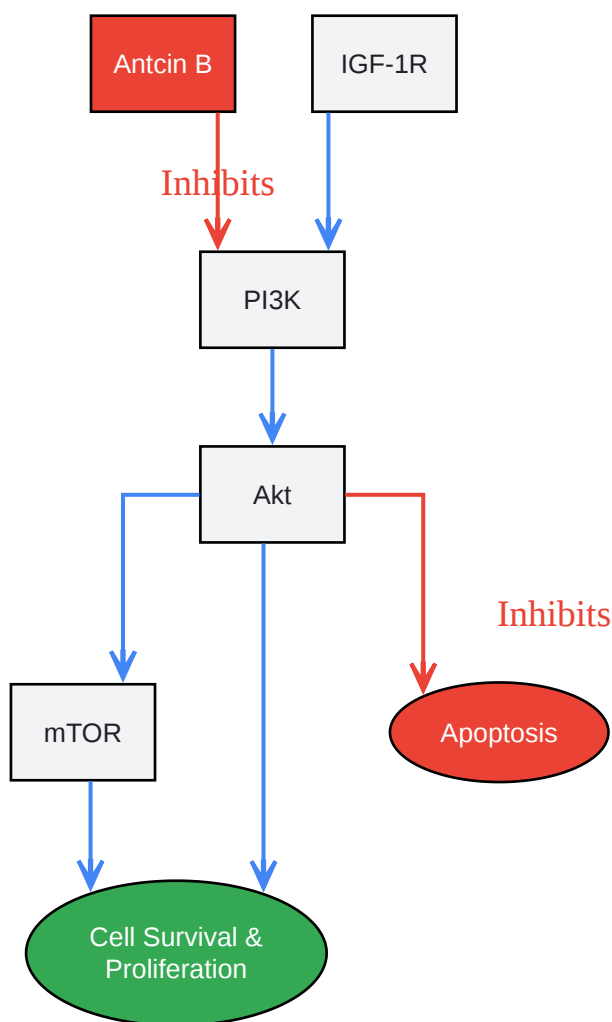 Antcin B
IGF-1R
Inhibits
PI3K
Akt
Inhibits
mTOR
Apoptosis
Cell Survival &
Proliferation